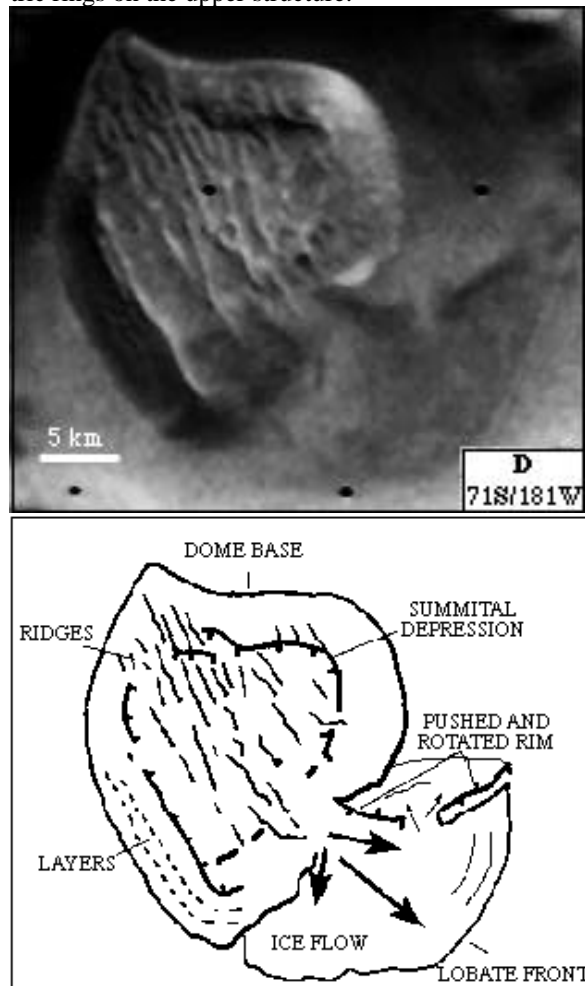 tric rings on the upper structure.
5 km
D
71S/181W
DOME BASE
SUMMITAL
DEPRESSION
RIDGES
PUSHED AND
ROTATED RIM
LAYERS
ICE FLOW
LOBATE FRONT